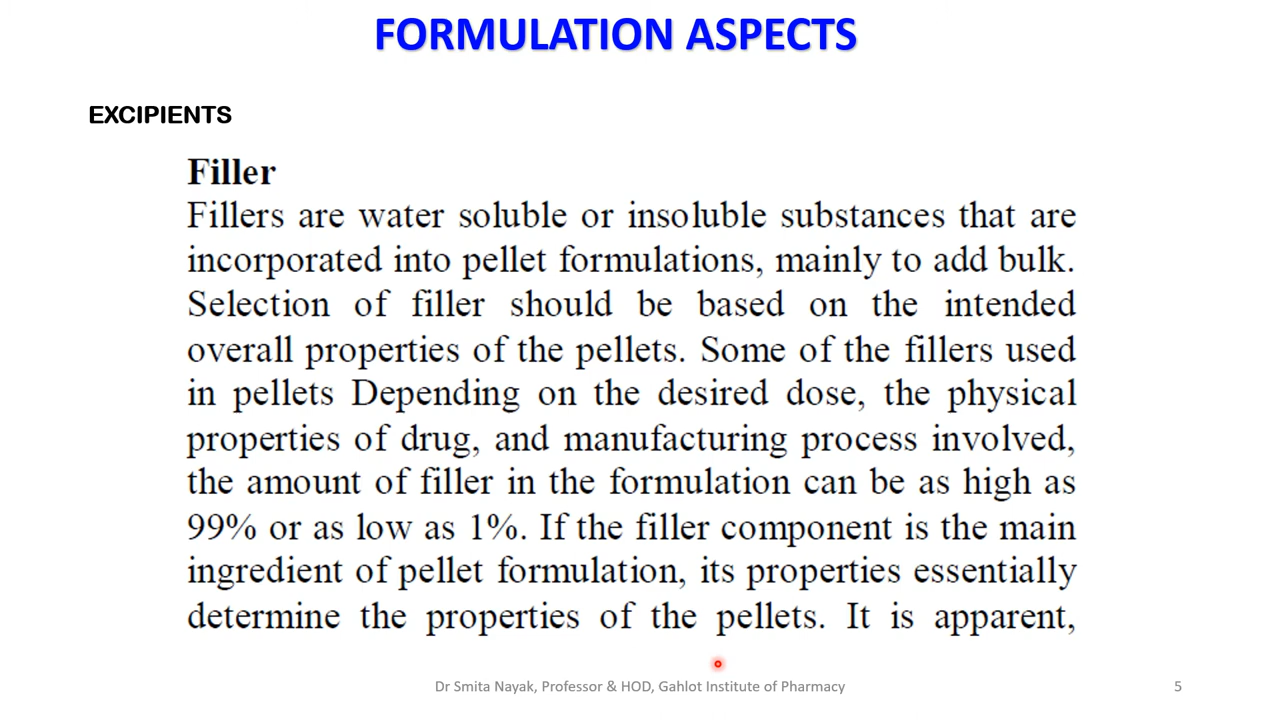 FORMULATION ASPECTS
EXCIPIENTS
Filler
Fillers are water soluble or insoluble substances that are
incorporated into pellet formulations, mainly to add bulk.
Selection of filler should be based on the intended
overall properties of the pellets. Some of the fillers used
in pellets Depending on the desired dose, the physical
properties of drug, and manufacturing process involved,
the amount of filler in the formulation can be as high as
99% or as low as 1%. If the filler component is the main
ingredient of pellet formulation, its properties essentially
determine the properties of the pellets. It is apparent,
Dr Smita Nayak, Professor & HOD, Gahlot Institute of Pharmacy
5